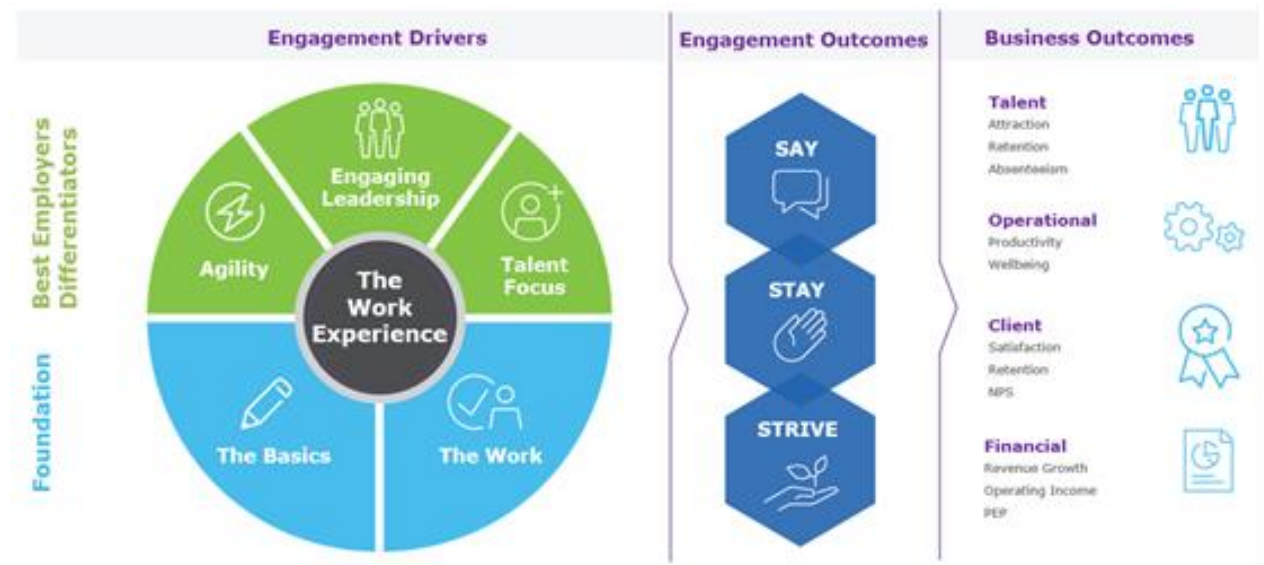 Engagement Drivers
Engagement Outcomes
Business Outcomes
Best Employers
Differentiators
Foundation
Engaging
Leadership
Agility
Talent
Focus
The
Work
Experience
The Basics
The Work
SAY
STAY
STRIVE
Talent
Attraction
Retention
Absenteeism
Operational
Productivity
Wellbeing
Client
Satisfaction
Retention
NPS
Financial
Revenue Growth
Operating Income
PEP